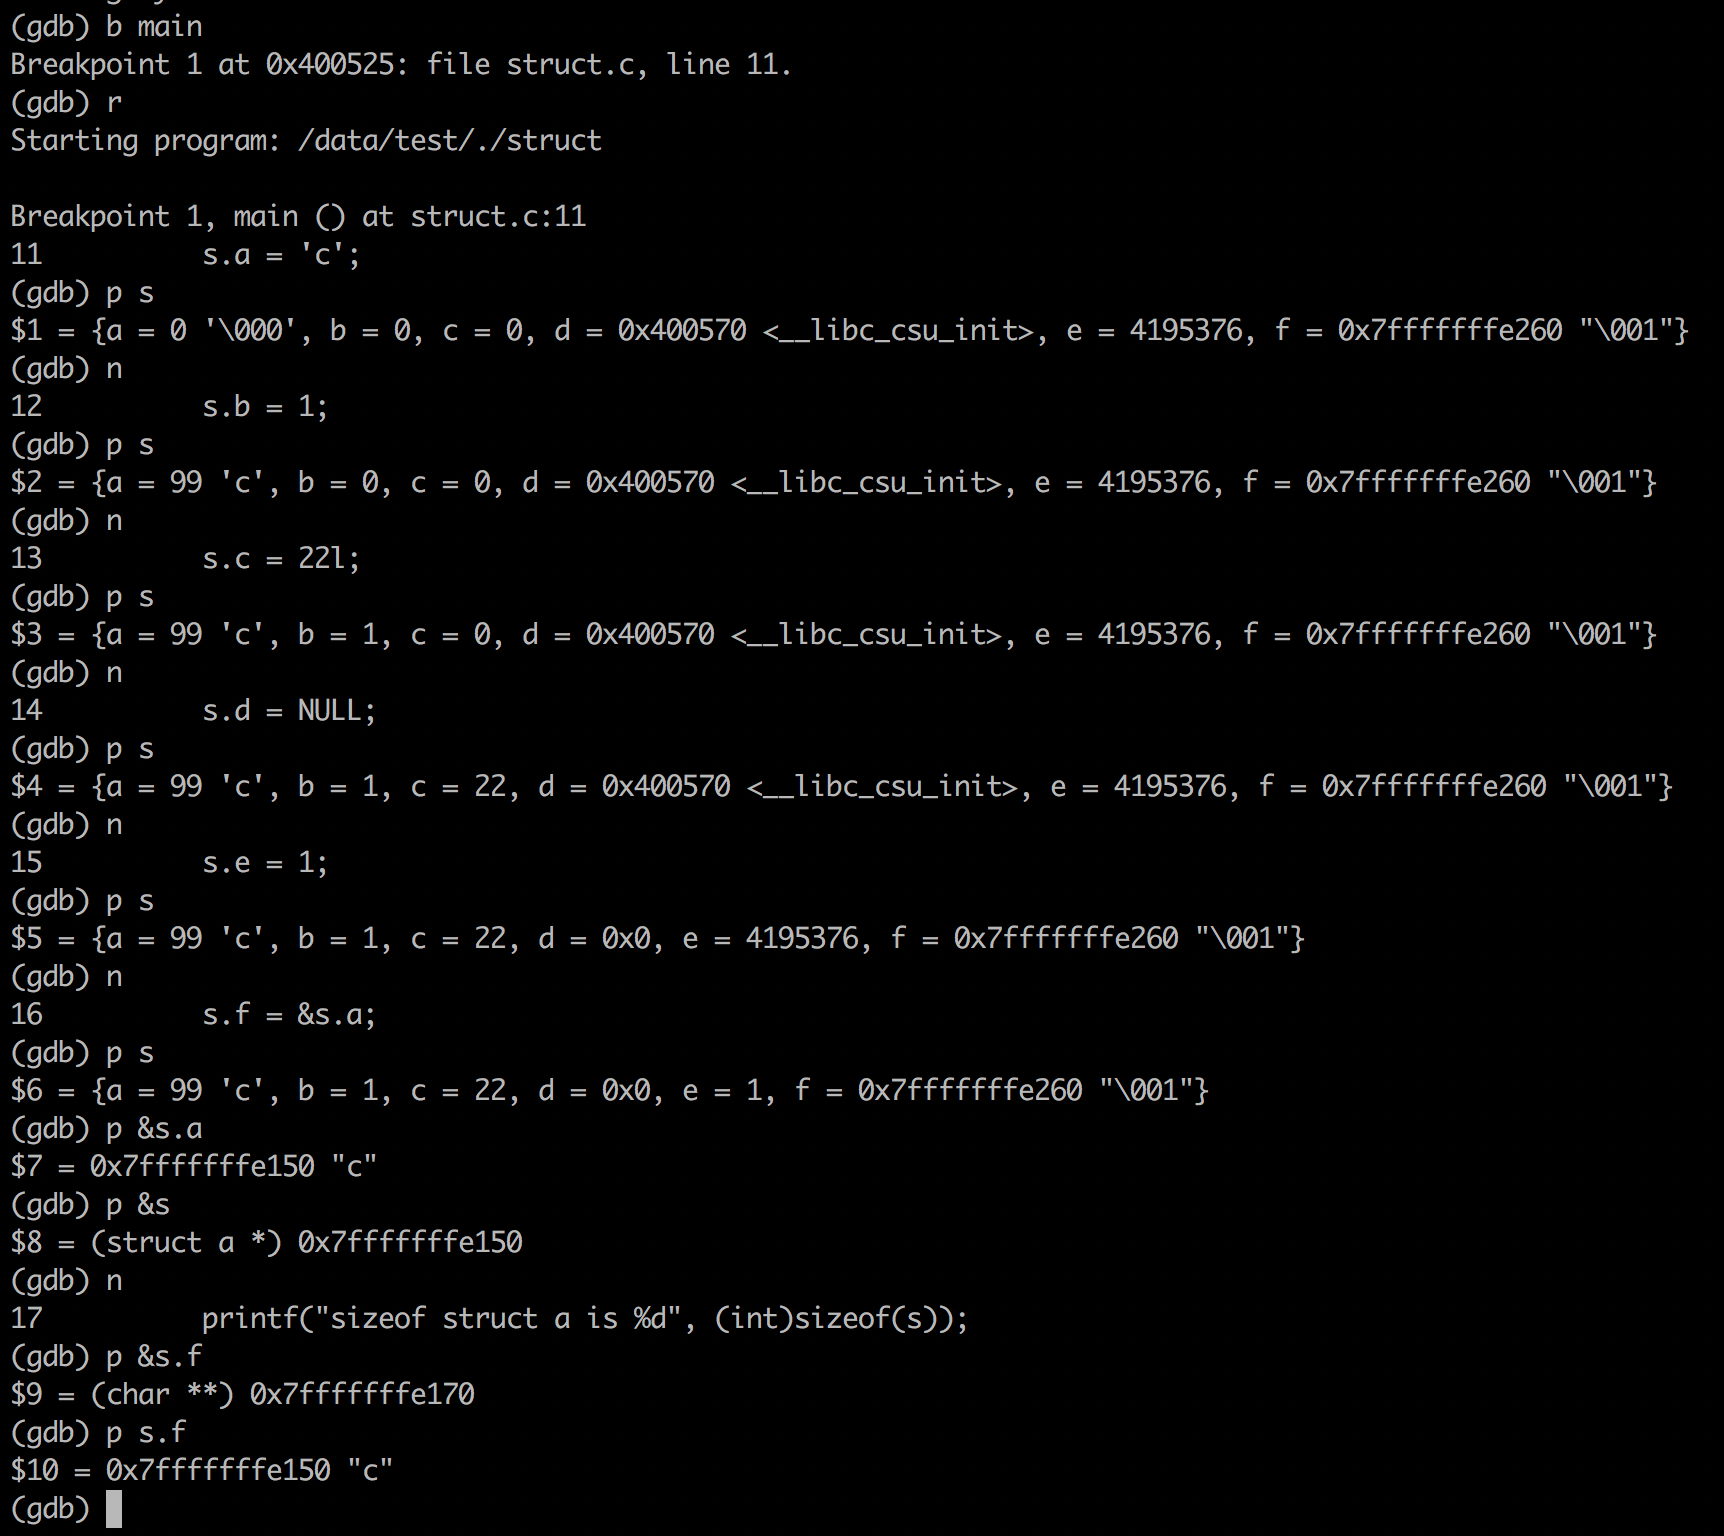 (gdb) b main
Breakpoint 1 at 0x400525: file struct.c, line 11.
(gdb) r
Starting program: /data/test/./struct
Breakpoint 1, main () at struct.c:11
11          s.a = 'c';
(gdb) p s
$1 = {a = 0 '\000', b = 0, c = 0, d = 0x400570 <__libc_csu_init>, e = 4195376, f = 0x7fffffffe260 "\001"}
(gdb) n
12          s.b = 1;
(gdb) p s
$2 = {a = 99 'c', b = 0, c = 0, d = 0x400570 <__libc_csu_init>, e = 4195376, f = 0x7fffffffe260 "\001"}
(gdb) n
13          s.c = 22l;
(gdb) p s
$3 = {a = 99 'c', b = 1, c = 0, d = 0x400570 <__libc_csu_init>, e = 4195376, f = 0x7fffffffe260 "\001"}
(gdb) n
14          s.d = NULL;
(gdb) p s
$4 = {a = 99 'c', b = 1, c = 22, d = 0x400570 <__libc_csu_init>, e = 4195376, f = 0x7fffffffe260 "\001"}
(gdb) n
15          s.e = 1;
(gdb) p s
$5 = {a = 99 'c', b = 1, c = 22, d = 0x0, e = 4195376, f = 0x7fffffffe260 "\001"}
(gdb) n
16          s.f = &s.a;
(gdb) p s
$6 = {a = 99 'c', b = 1, c = 22, d = 0x0, e = 1, f = 0x7fffffffe260 "\001"}
(gdb) p &s.a
$7 = 0x7fffffffe150 "c"
(gdb) p &s
$8 = (struct a *) 0x7fffffffe150
(gdb) n
17          printf("sizeof struct a is %d", (int)sizeof(s));
(gdb) p &s.f
$9 = (char **) 0x7fffffffe170
(gdb) p s.f
$10 = 0x7fffffffe150 "c"
(gdb)